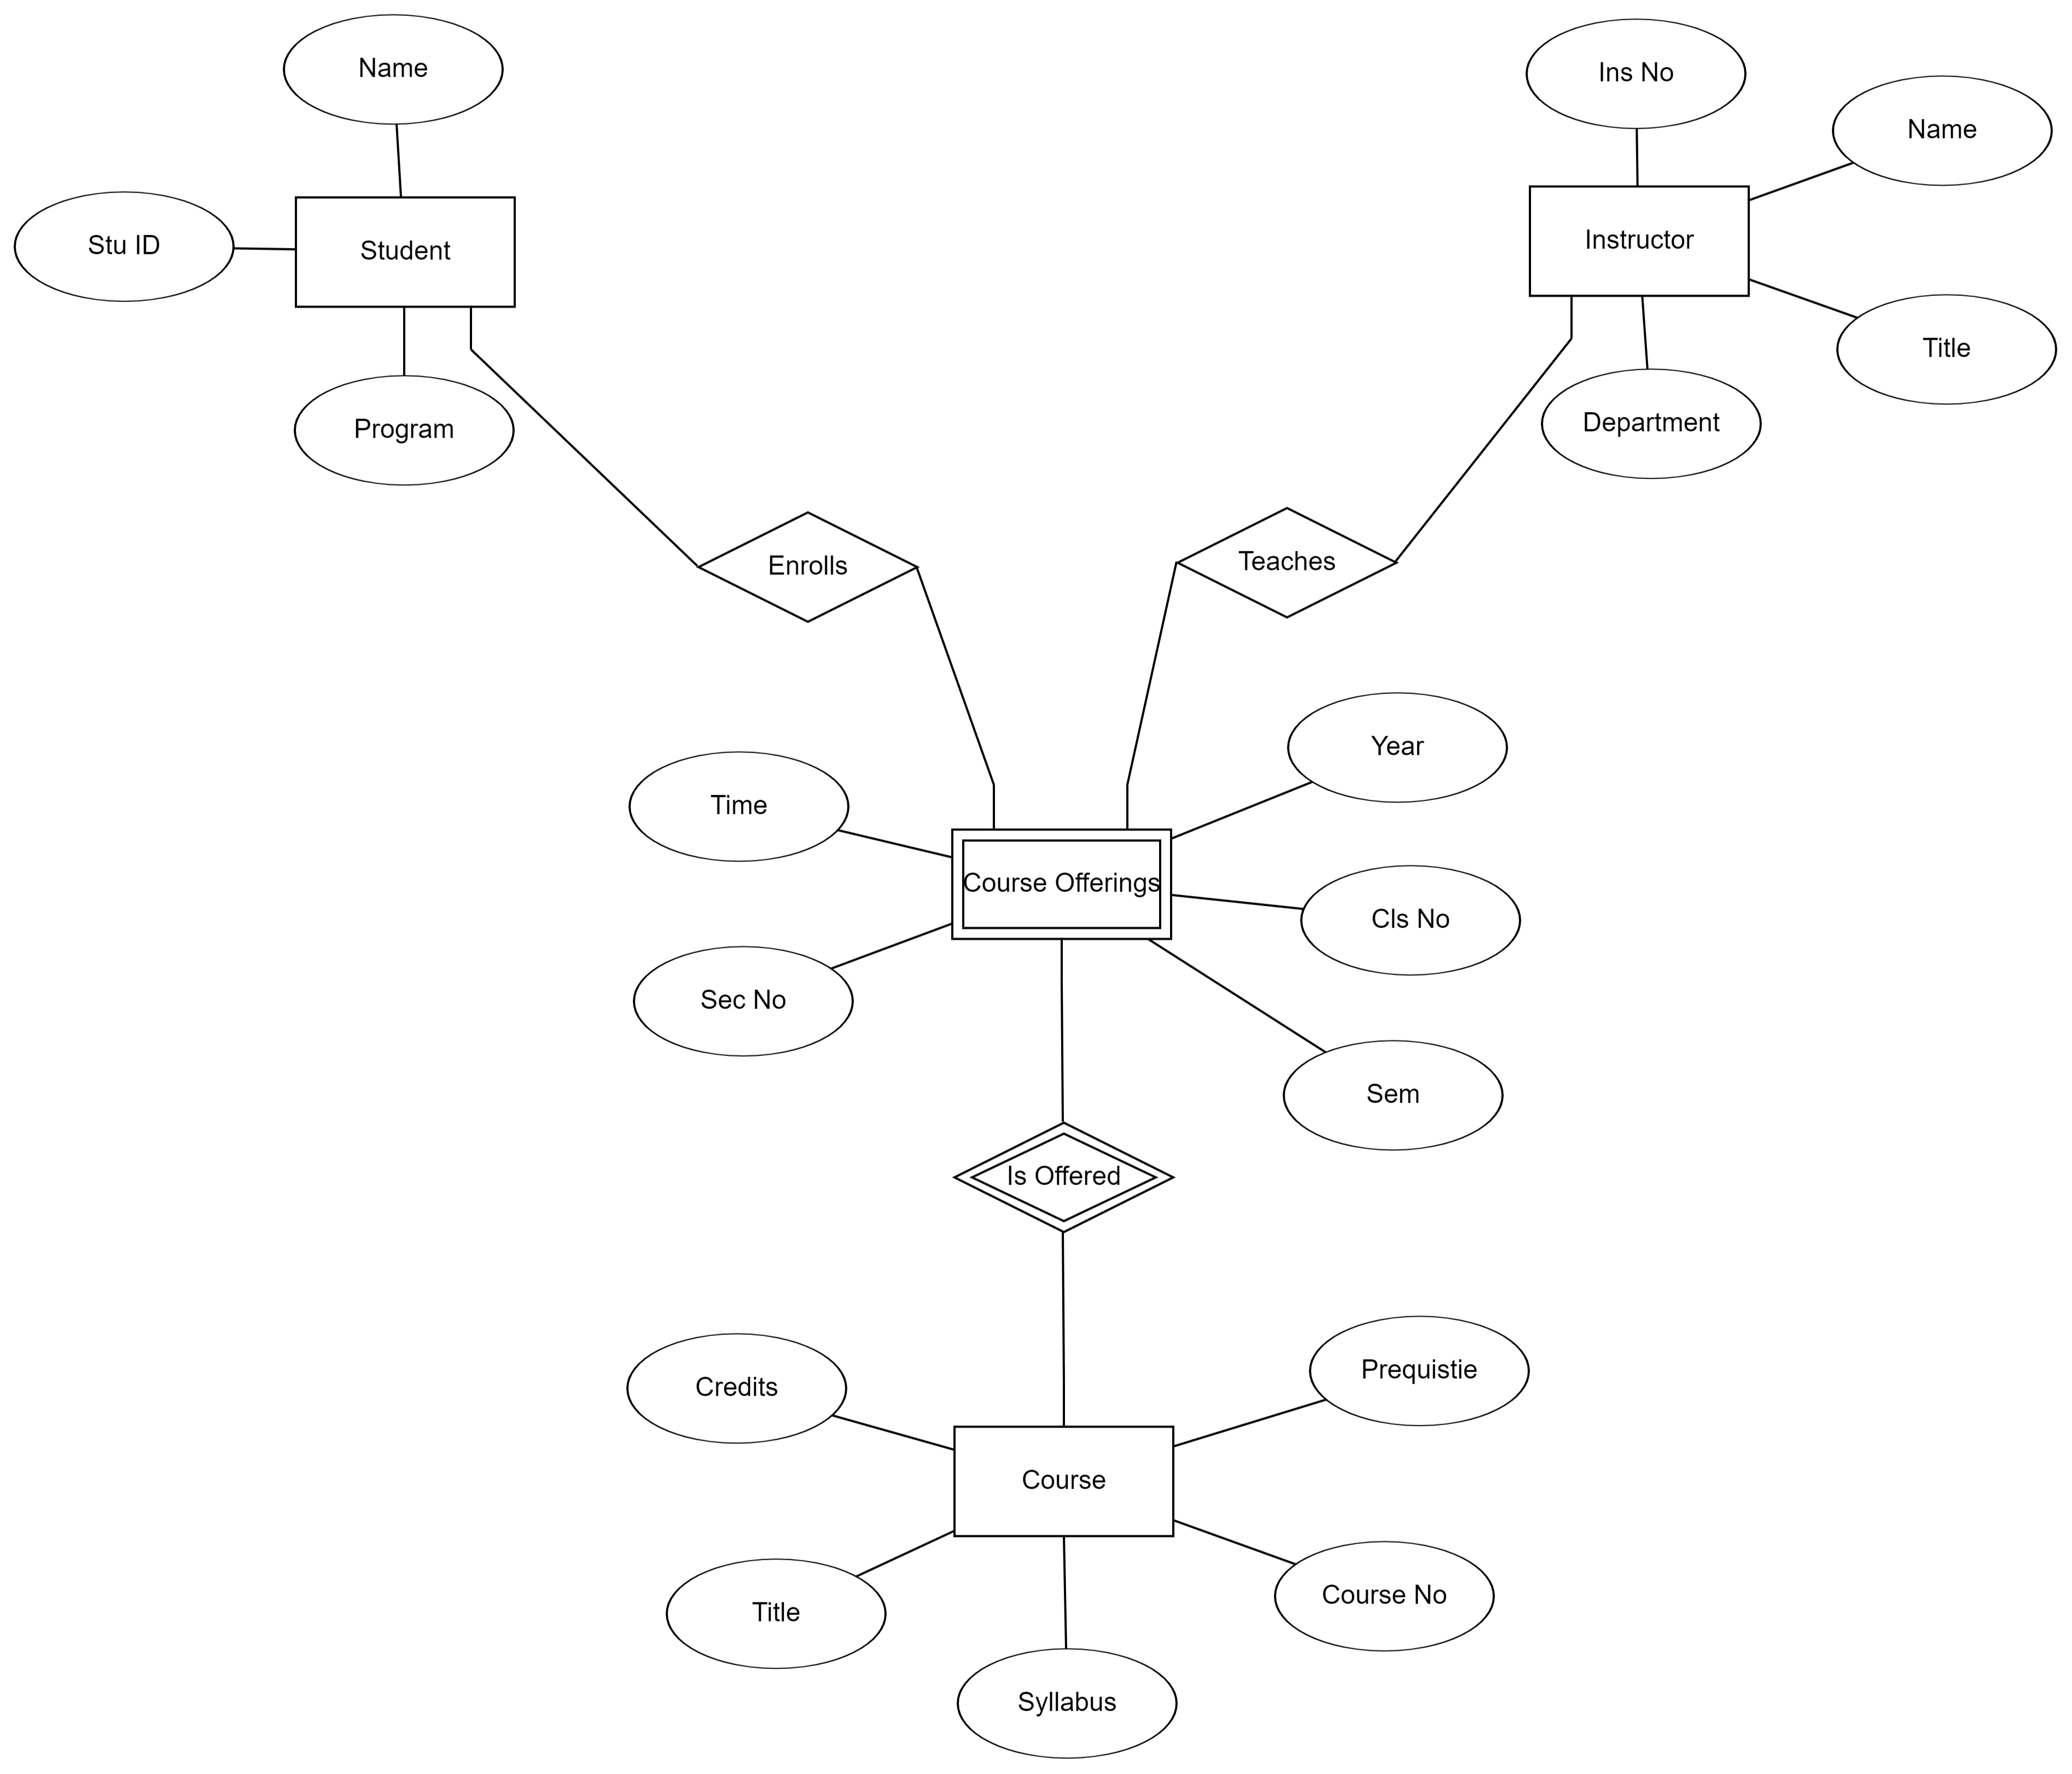 Name
Ins No
Name
Stu ID
Student
Instructor
Title
Program
Department
Enrolls
Teaches
Year
Time
Course Offerings
Cls No
Sec No
Sem
Is Offered
Prequistie
Credits
Course
Course No
Title
Syllabus